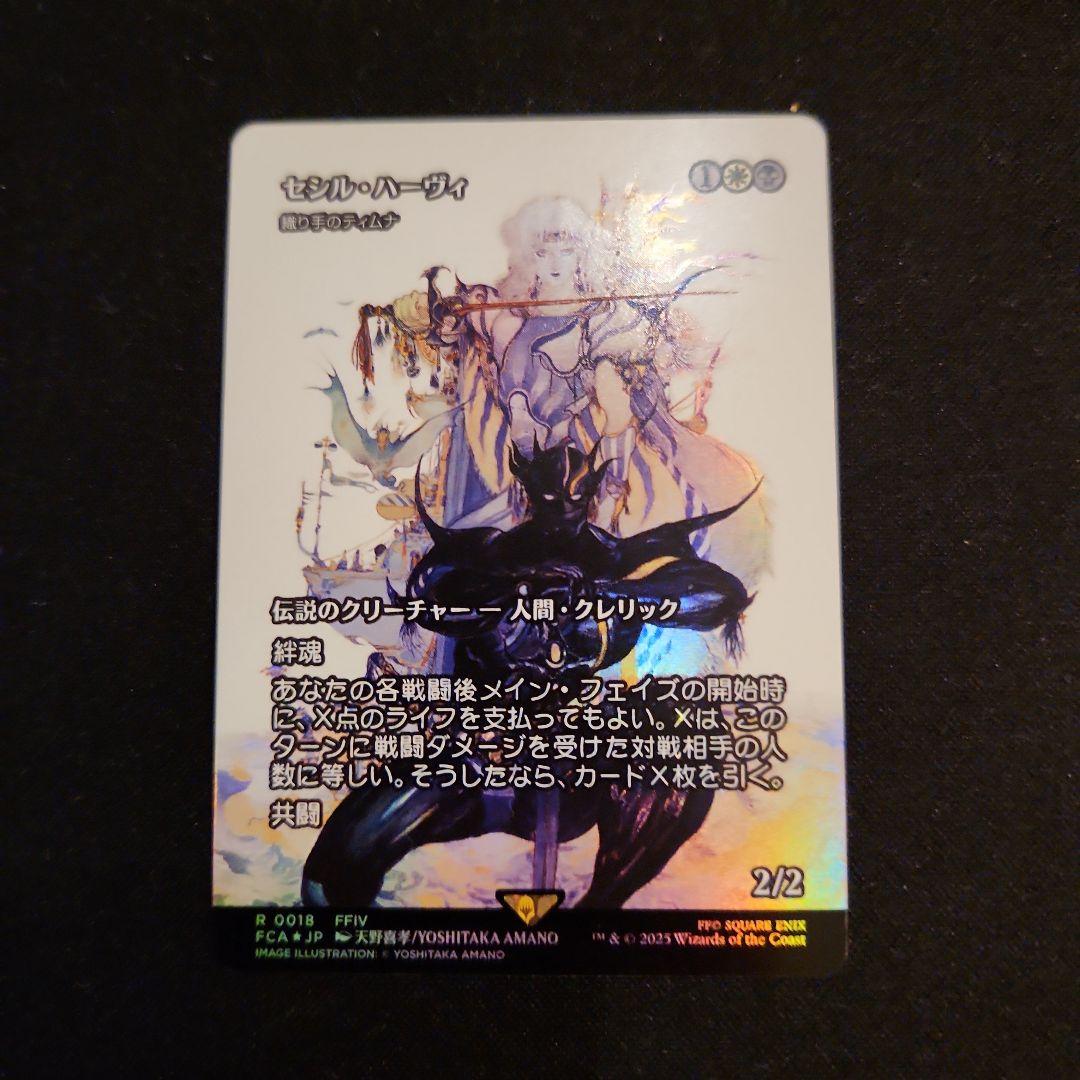 セシル・ハーヴィ
1
織り手のティムナ
伝説のクリーチャー — 人間・クレリック
絆魂
あなたの各戦闘後メイン・フェイズの開始時
に、X点のライフを支払ってもよい。Xは、この
ターンに戦闘ダメージを受けた対戦相手の人
数に等しい。そうしたなら、カードX枚を引く。
共闘
2/2
R 0018 FFIV
FCA★JP 天野喜孝/YOSHITAKA AMANO
IMAGE ILLUSTRATION: © YOSHITAKA AMANO
FF© SQUARE ENIX
™ & © 2025 Wizards of the Coast